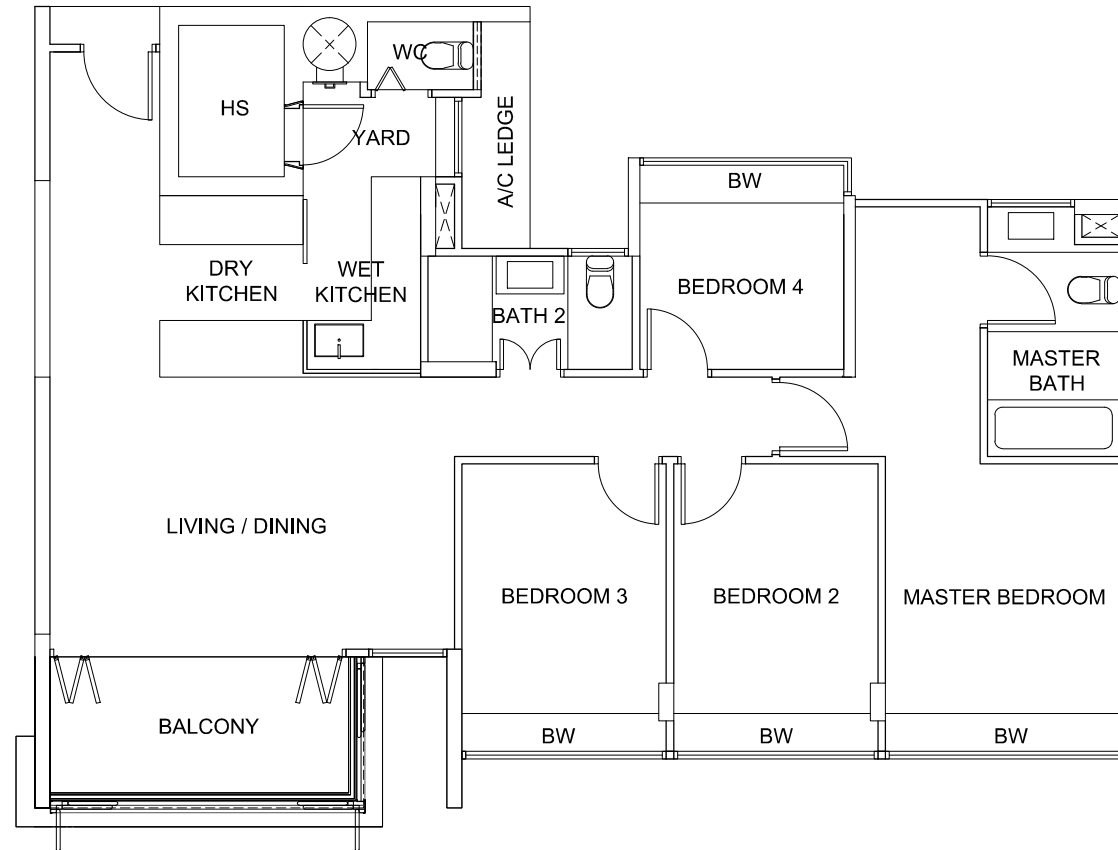 WC
HS
YARD
A/C LEDGE
BW
DRY
KITCHEN
WET
KITCHEN
BEDROOM 4
BATH 2
MASTER
BATH
LIVING / DINING
BEDROOM 3
BEDROOM 2
MASTER BEDROOM
BALCONY
BW
BW
BW